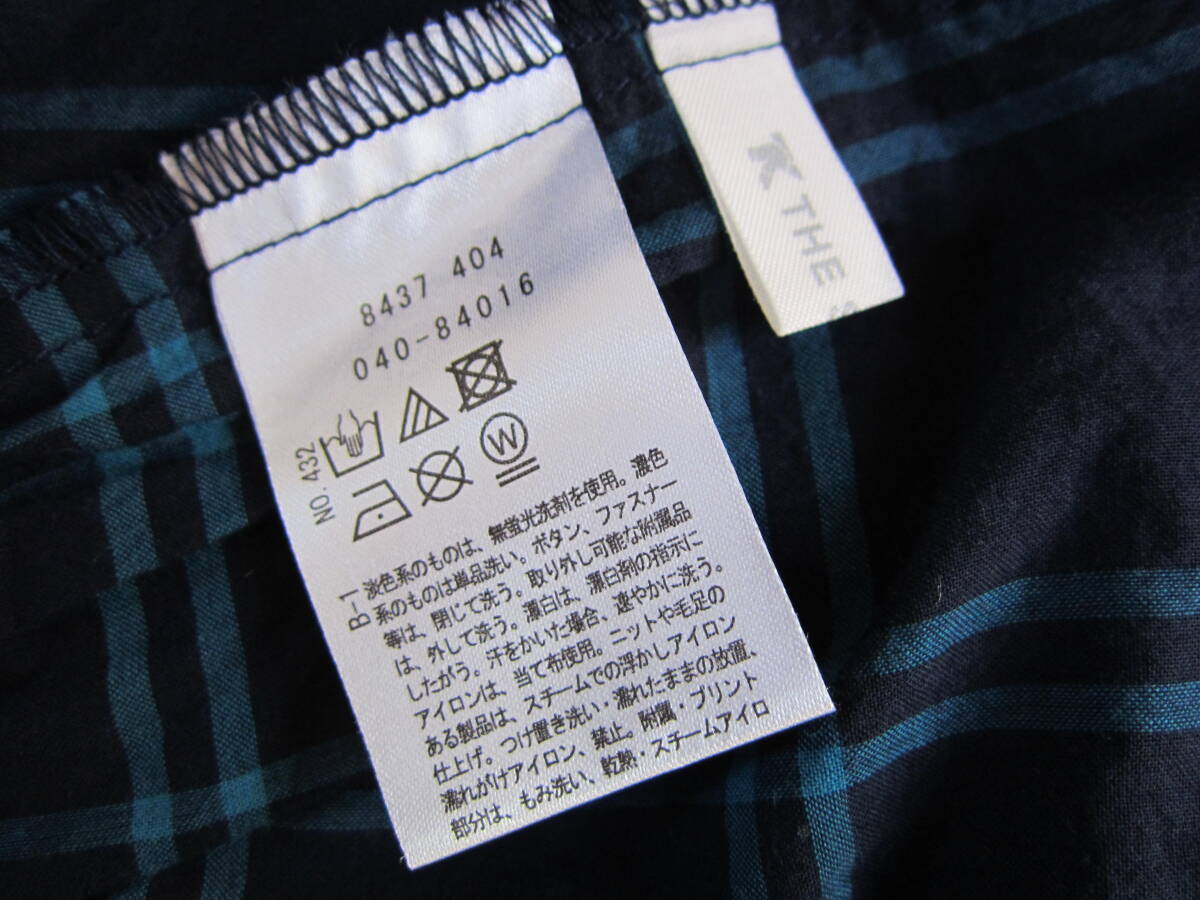 8437 404
040-84016
NO.432
W
B-1 淡色系のものは、無蛍光洗剤を使用。濃色
系のものは単品洗い。ボタン、ファスナー
等は、閉じて洗う。取り外し可能な附属品
は、外して洗う。漂白は、漂白剤の指示に
したがう。汗をかいた場合、速やかに洗う。
アイロンは、当て布使用。ニットや毛足の
ある製品は、スチームでの浮かしアイロン
仕上げ。つけ置き洗い・濡れたままの放置、
濡れがけアイロン、禁止。附属・プリント
部分は、もみ洗い、乾熱・スチームアイロ
THE S